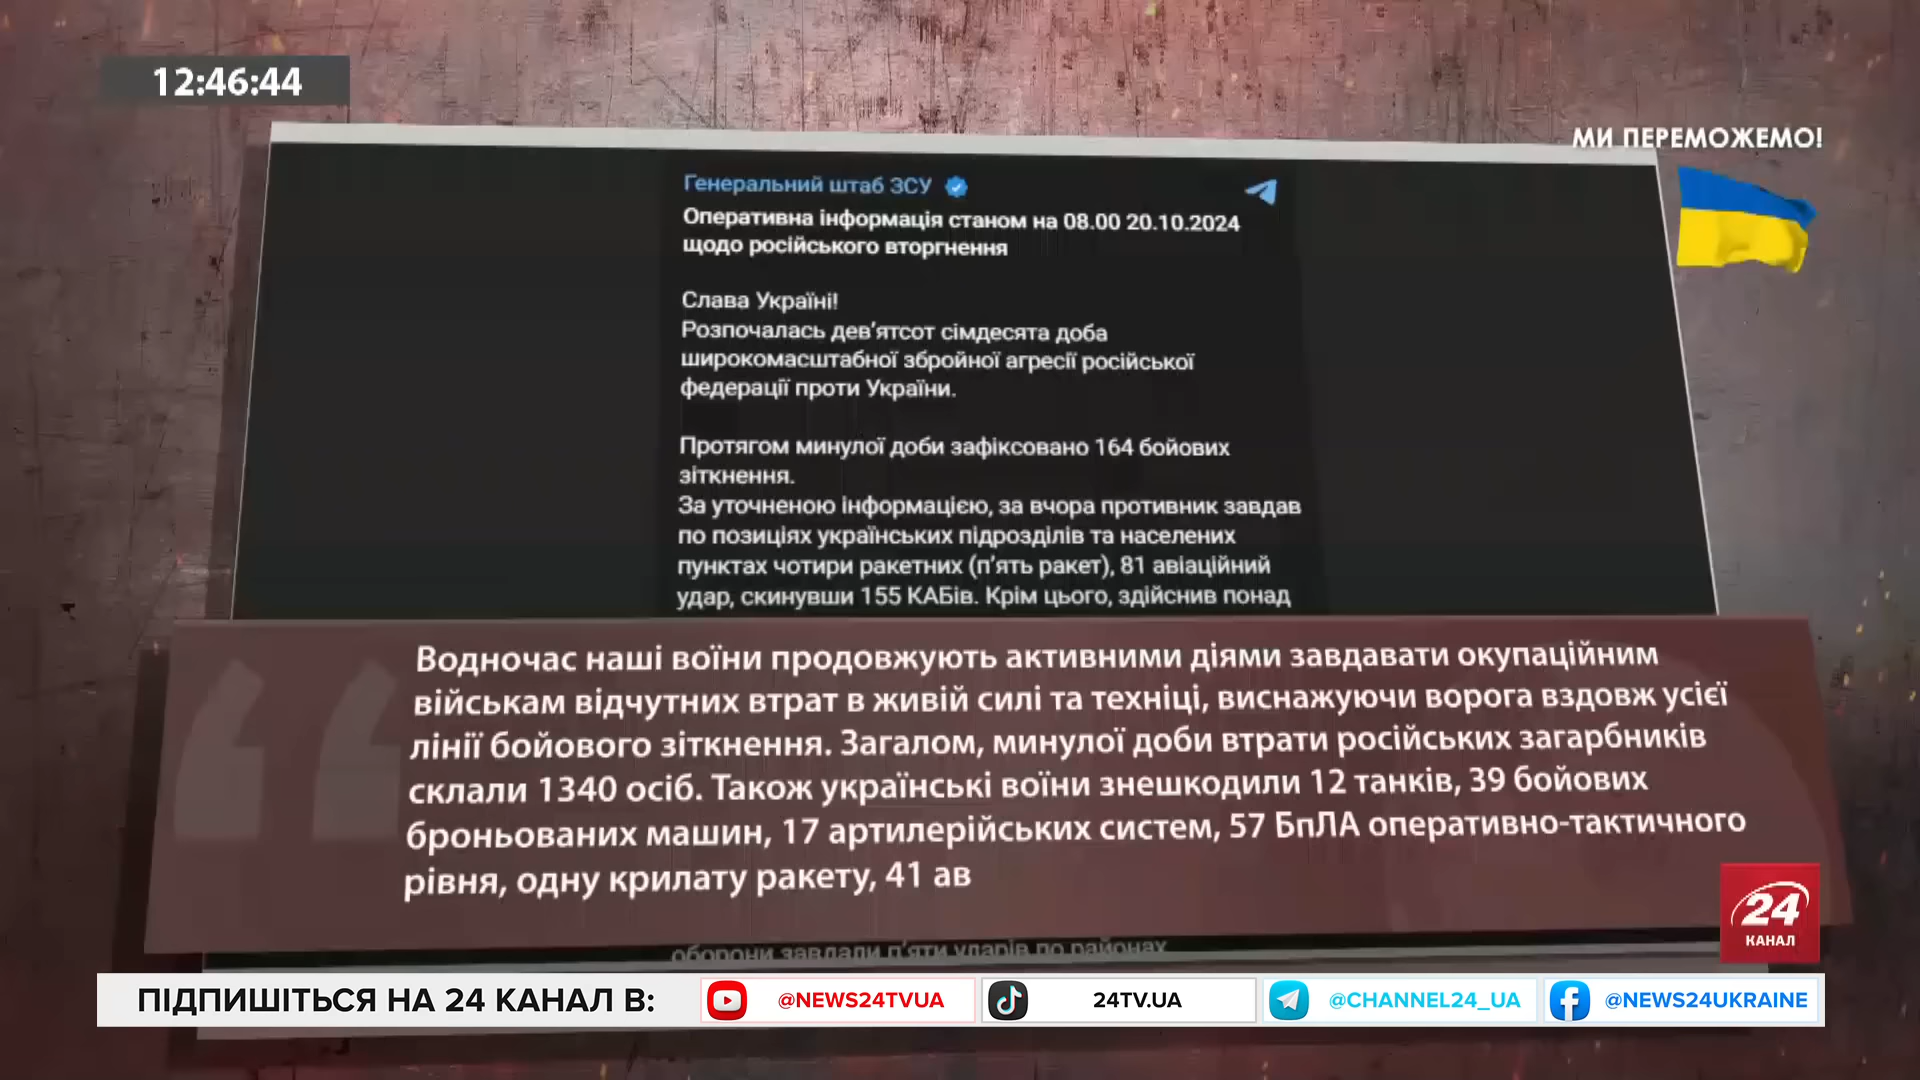 12:46:44
МИ ПЕРЕМОЖЕМО!
Генеральний штаб ЗСУ
Оперативна інформація станом на 08.00 20.10.2024
щодо російського вторгнення
Слава Україні!
Розпочалась дев’ятсот сімдесята доба
широкомасштабної збройної агресії російської
федерації проти України.
Протягом минулої доби зафіксовано 164 бойових
зіткнення.
За уточненою інформацією, за вчора противник завдав
по позиціях українських підрозділів та населених
пунктах чотири ракетних (п’ять ракет), 81 авіаційний
удар, скинувши 155 КАБів. Крім цього, здійснив понад
Водночас наші воїни продовжують активними діями завдавати окупаційним
військам відчутних втрат в живій силі та техніці, виснажуючи ворога вздовж усієї
лінії бойового зіткнення. Загалом, минулої доби втрати російських загарбників
склали 1340 осіб. Також українські воїни знешкодили 12 танків, 39 бойових
броньованих машин, 17 артилерійських систем, 57 БпЛА оперативно-тактичного
рівня, одну крилату ракету, 41 ав
24
КАНАЛ
оборони завдали п’яти ударів по районах
ПІДПИШІТЬСЯ НА 24 КАНАЛ В:
@NEWS24TVUA
24TV.UA
@CHANNEL24_UA
@NEWS24UKRAINE